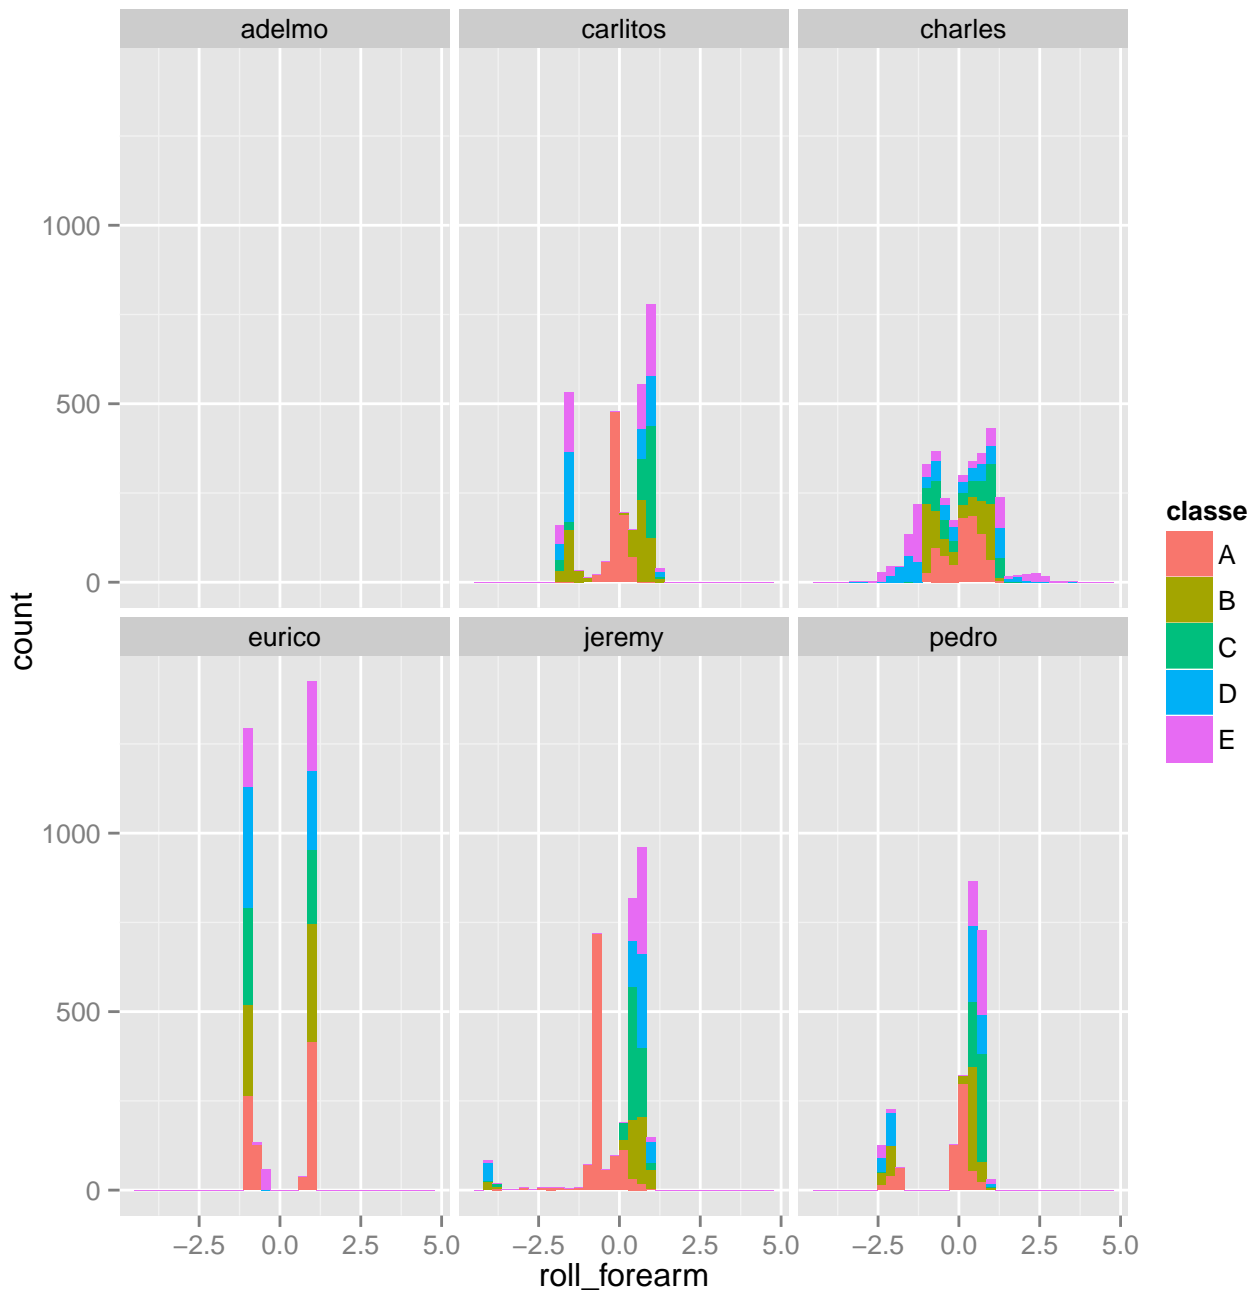 adelmo carlitos charles
1000
500
0
eurico jeremy pedro
1000
500
0
−2.5 0.0 2.5 5.0 −2.5 0.0 2.5 5.0 −2.5 0.0 2.5 5.0
roll_forearm
count
classe
A
B
C
D
E